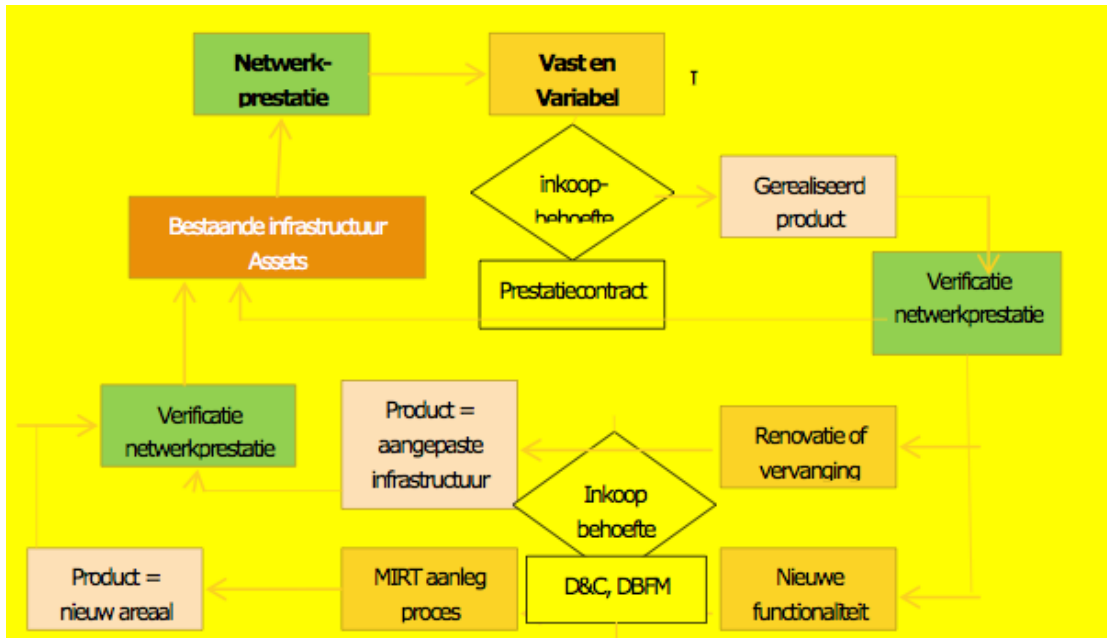 Netwerk-
prestatie
Vast en
Variabel
T
inkoop-
behoefte
Gerealiseerd
product
Bestaande infrastructuur
Assets
Prestatiecontract
Verificatie
netwerkprestatie
Verificatie
netwerkprestatie
Product =
aangepaste
infrastructuur
Renovatie of
vervanging
Inkoop
behoefte
Product =
nieuw areaal
MIRT aanleg
proces
D&C, DBFM
Nieuwe
functionaliteit